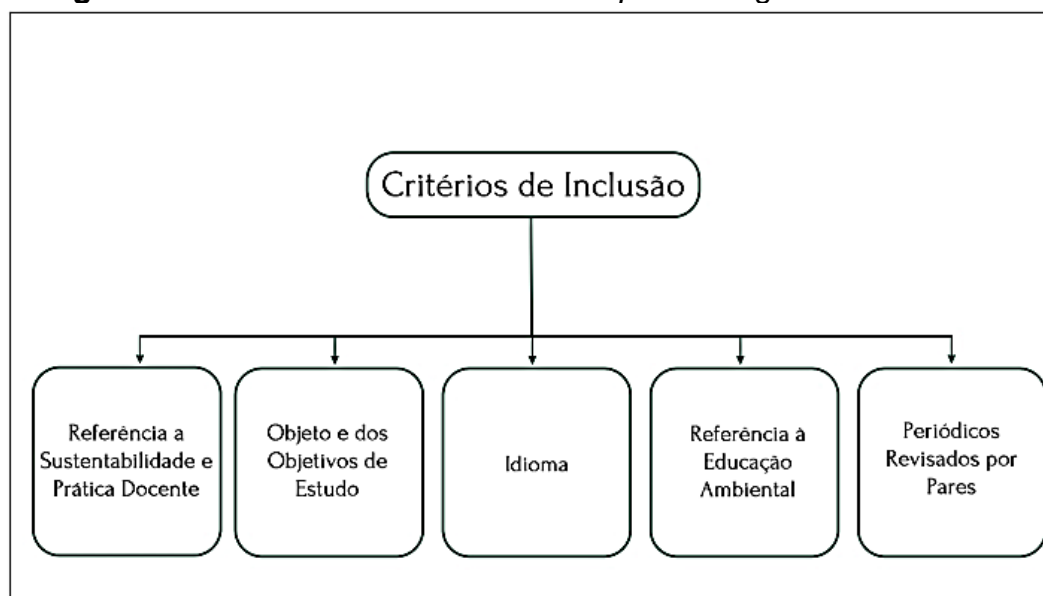 Critérios de Inclusão
Referência a
Sustentabilidade e
Prática Docente
Objeto e dos
Objetivos de
Estudo
Idioma
Referência à
Educação
Ambiental
Periódicos
Revisados por
Pares